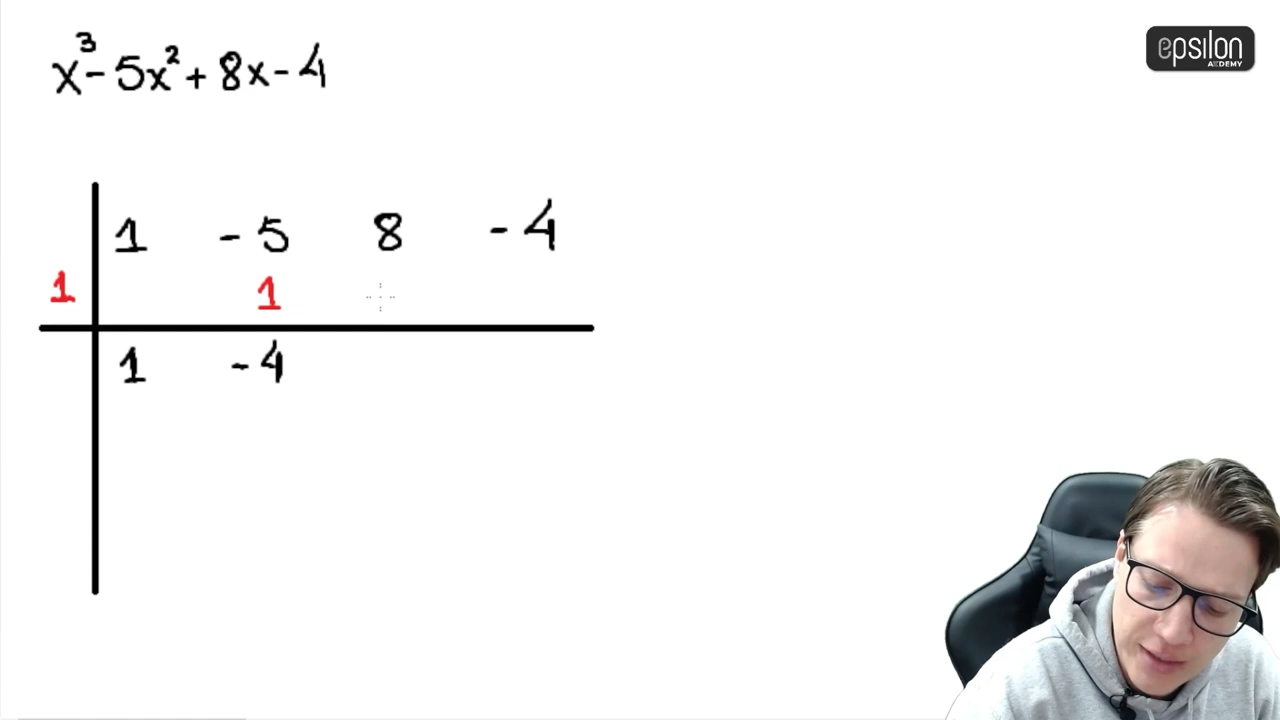 x³ - 5x² + 8x - 4
epsilon
ACADEMY
1 - 5 8 - 4
1 1
1 - 4